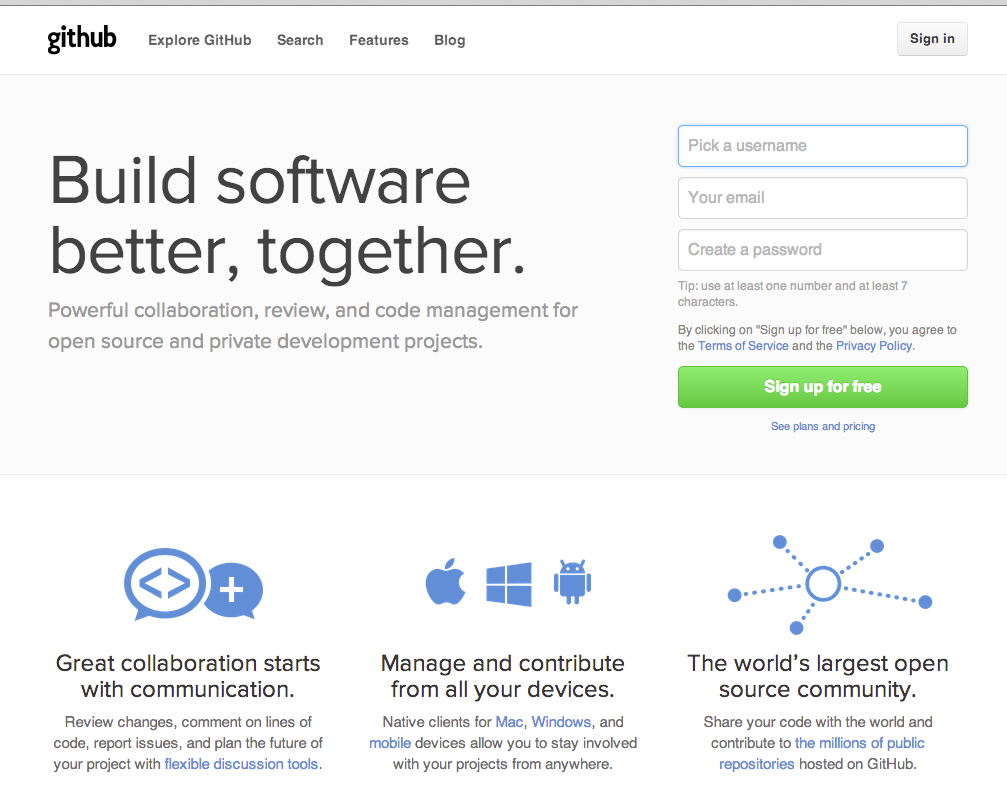 github
Explore GitHub
Search
Features
Blog
Sign in
Build software
better, together.
Powerful collaboration, review, and code management for
open source and private development projects.
Pick a username
Your email
Create a password
Tip: use at least one number and at least 7
characters.
By clicking on "Sign up for free" below, you agree to
the Terms of Service and the Privacy Policy.
Sign up for free
See plans and pricing
Great collaboration starts
with communication.
Review changes, comment on lines of
code, report issues, and plan the future of
your project with flexible discussion tools.
Manage and contribute
from all your devices.
Native clients for Mac, Windows, and
mobile devices allow you to stay involved
with your projects from anywhere.
The world’s largest open
source community.
Share your code with the world and
contribute to the millions of public
repositories hosted on GitHub.